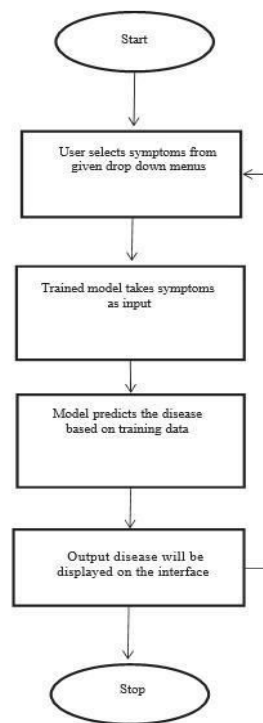 Start
User selects symptoms from
given drop down menus
Trained model takes symptoms
as input
Model predicts the disease
based on training data
Output disease will be
displayed on the interface
Stop